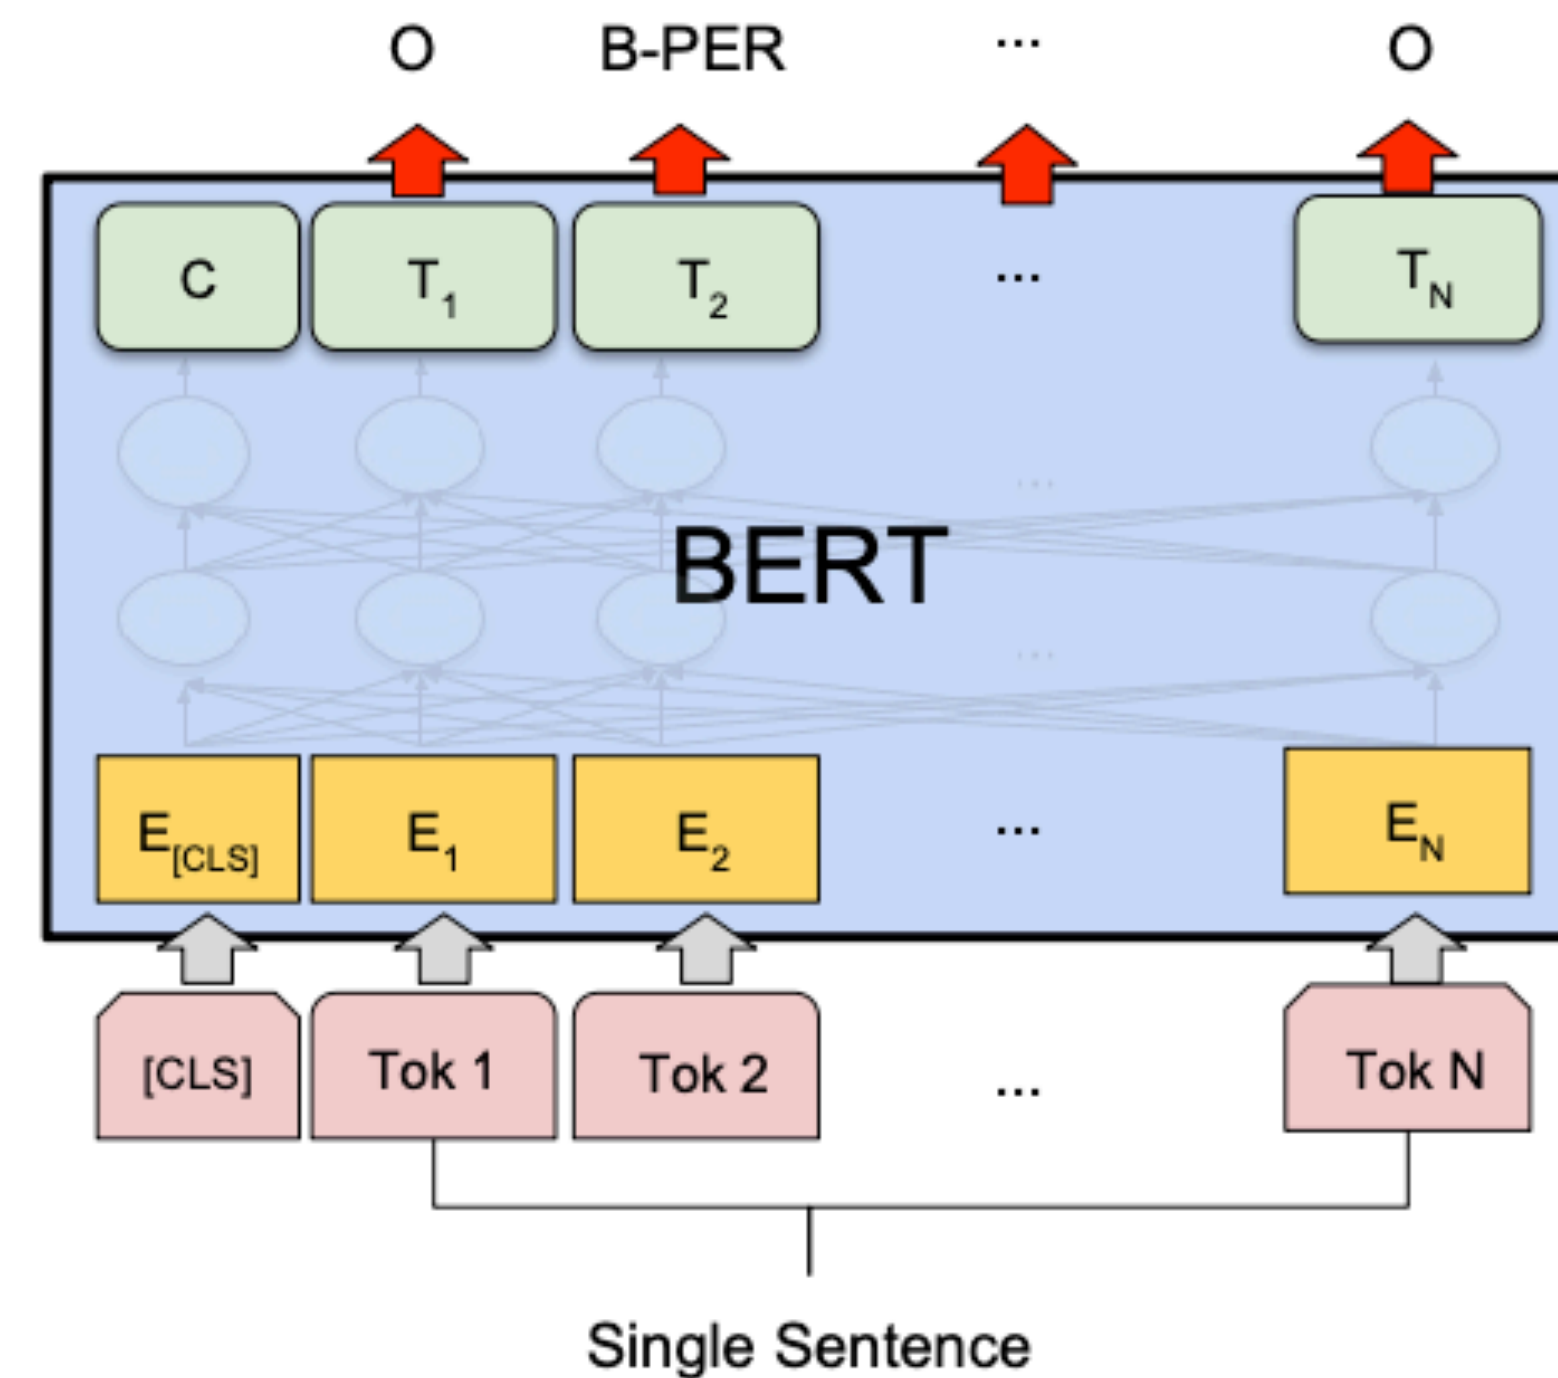 O B-PER ... O
C T1 T2 ... TN
...
BERT
...
E[CLS] E1 E2 ... EN
[CLS] Tok 1 Tok 2 ... Tok N
Single Sentence